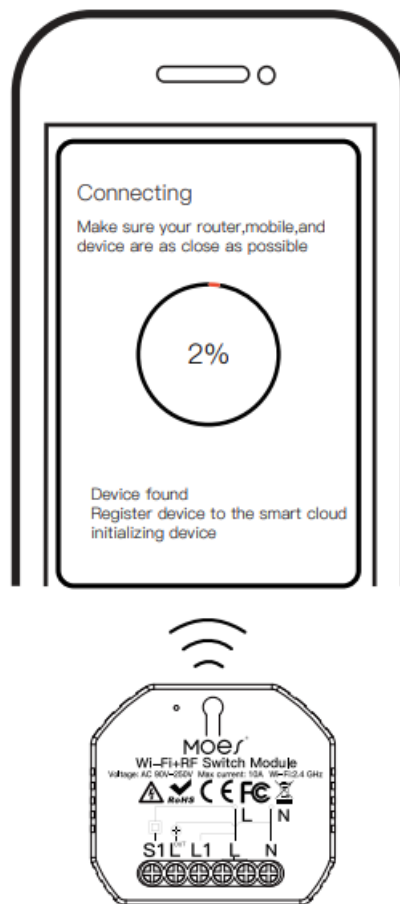 Connecting
Make sure your router,mobile,and
device are as close as possible
2%
Device found
Register device to the smart cloud
initializing device
MOES
Wi-Fi+RF Switch Module
Voltage: AC 90V-250V Max current: 10A Wi-Fi:2.4 GHz
RoHS CE FC
L N
S1 L L1 L N